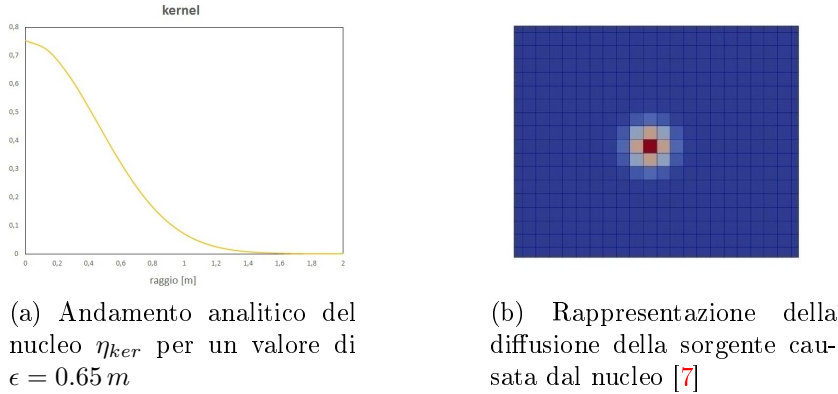 kernel
0,8
0,7
0,6
0,5
0,4
0,3
0,2
0,1
0
0 0,2 0,4 0,6 0,8 1 1,2 1,4 1,6 1,8 2
raggio [m]
(a) Andamento analitico del
nucleo η_ker per un valore di
ϵ = 0.65 m
(b) Rappresentazione della
diffusione della sorgente cau-
sata dal nucleo [7]